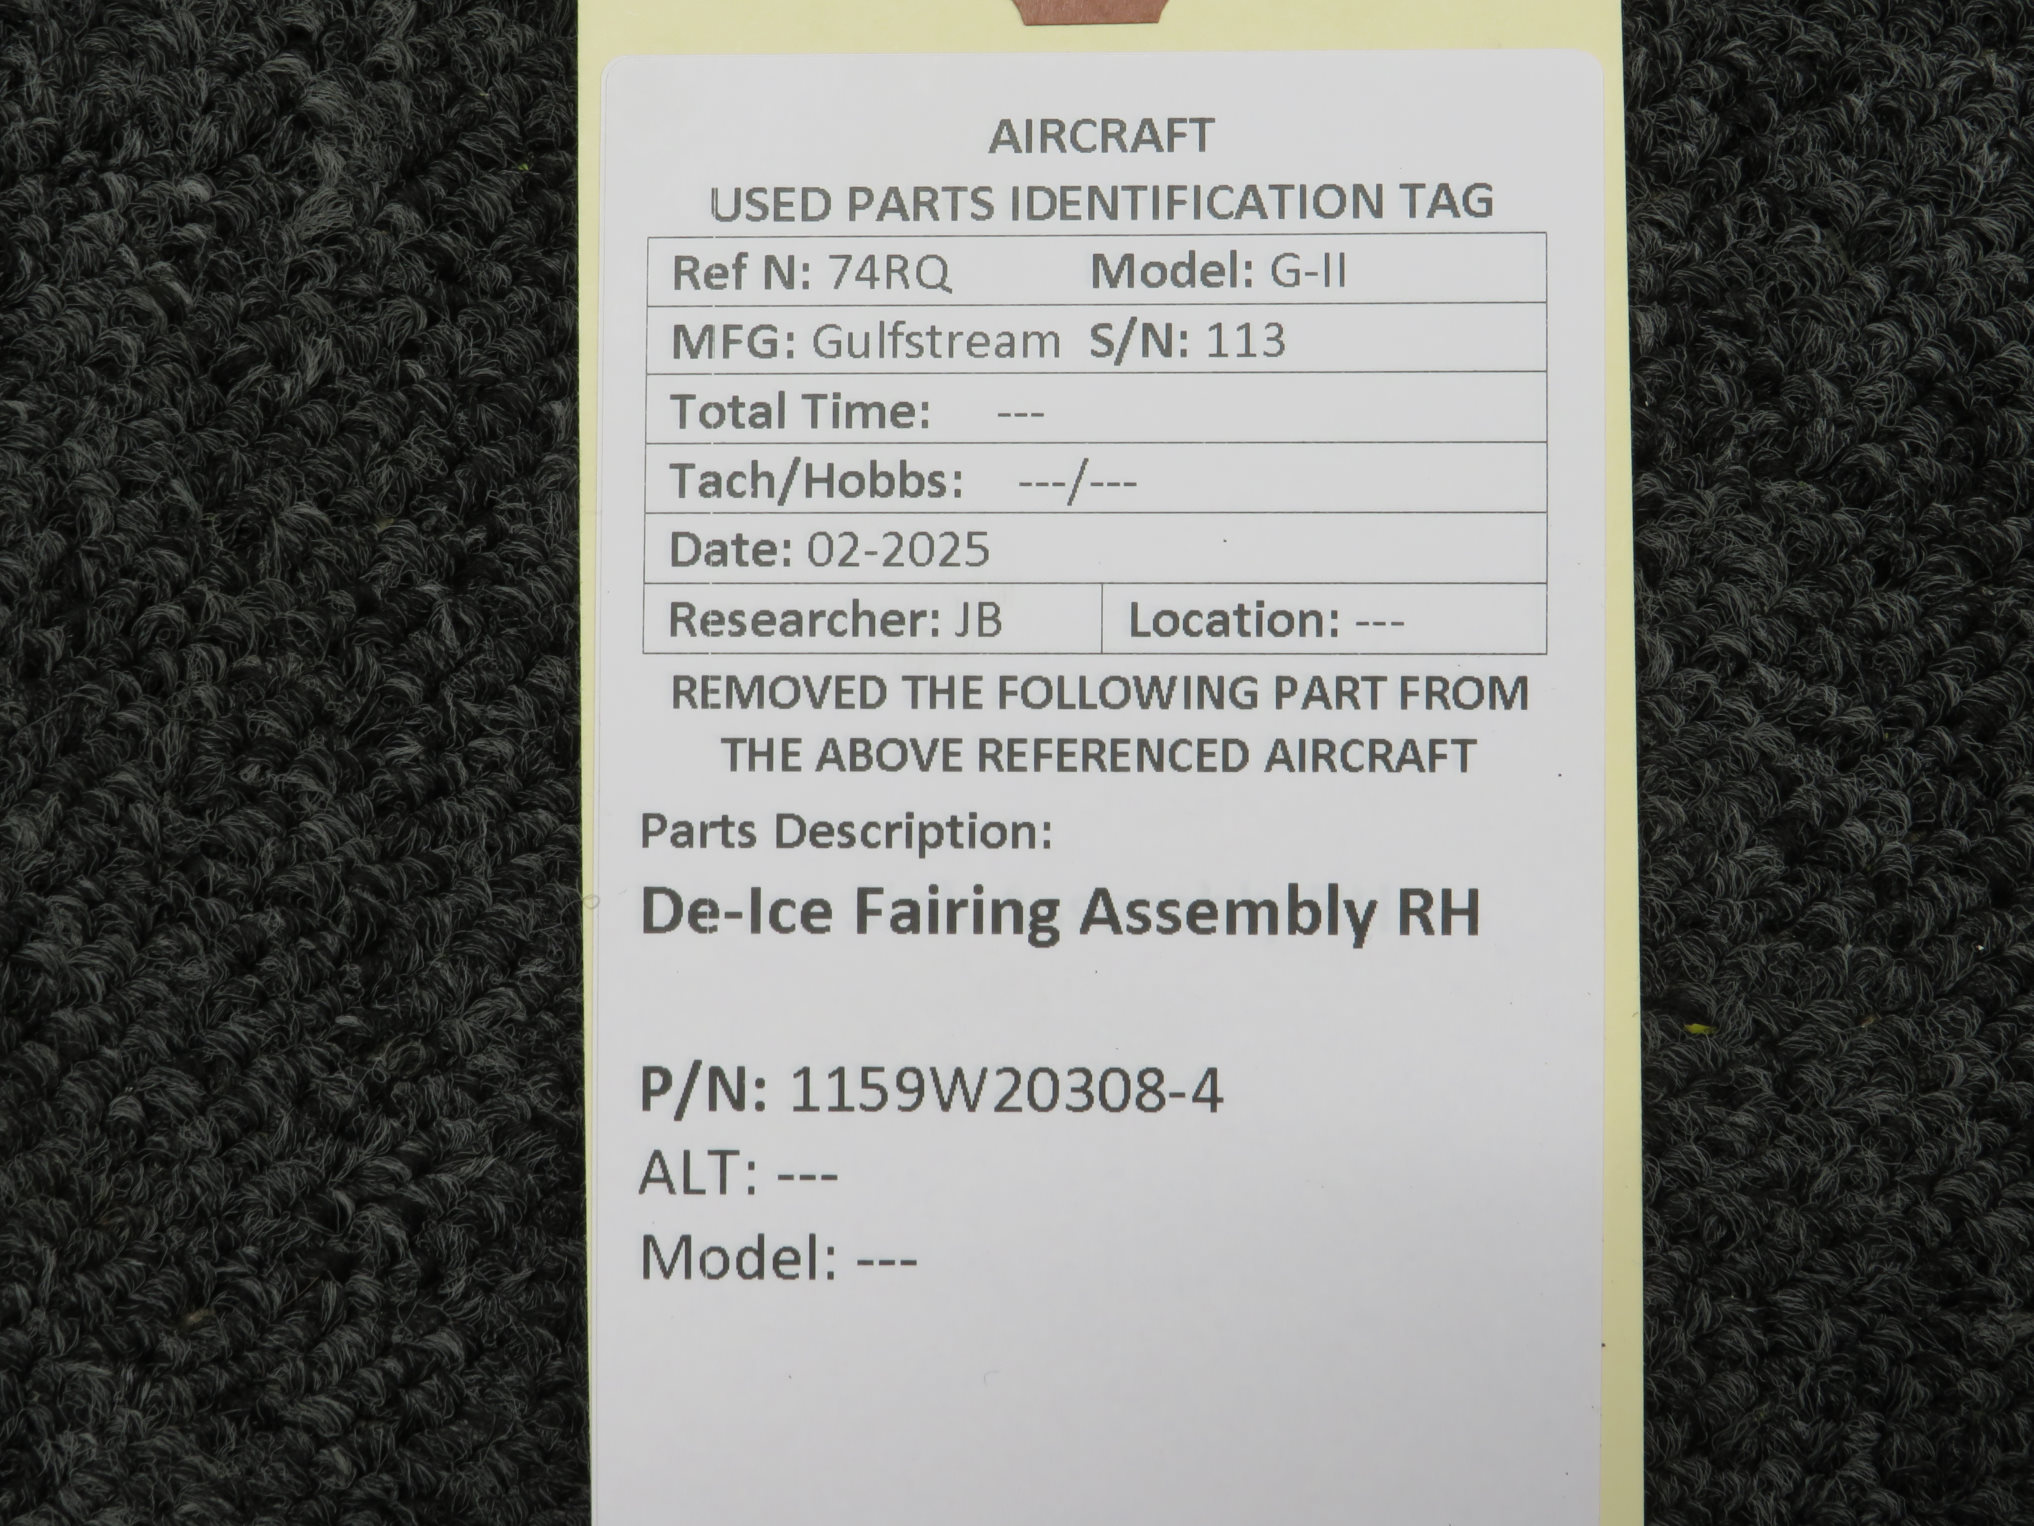 AIRCRAFT
USED PARTS IDENTIFICATION TAG
Ref N: 74RQ Model: G-II
MFG: Gulfstream S/N: 113
Total Time: ---
Tach/Hobbs: ---/---
Date: 02-2025
Researcher: JB Location: ---
REMOVED THE FOLLOWING PART FROM
THE ABOVE REFERENCED AIRCRAFT
Parts Description:
De-Ice Fairing Assembly RH
P/N: 1159W20308-4
ALT: ---
Model: ---